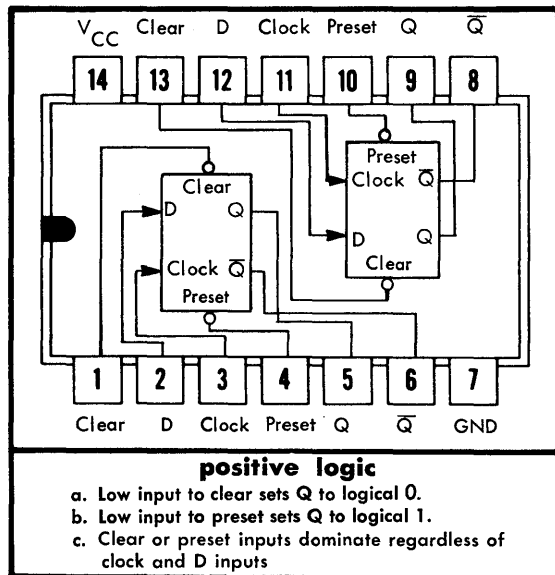 VCC Clear D Clock Preset Q Q̅
14 13 12 11 10 9 8
Preset
Clock Q̅
D Q
Clear
Clear
D Q
Clock Q̅
Preset
1 2 3 4 5 6 7
Clear D Clock Preset Q Q̅ GND
positive logic
a. Low input to clear sets Q to logical 0.
b. Low input to preset sets Q to logical 1.
c. Clear or preset inputs dominate regardless of
clock and D inputs